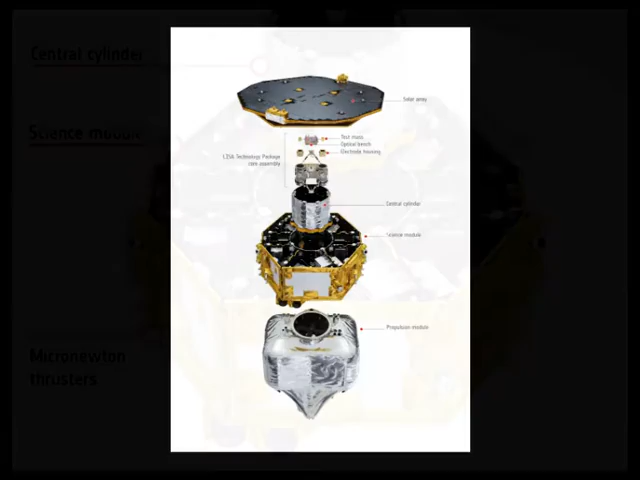 Central cylinder
Science module
Micronewton
thrusters
Solar array
Test mass
Optical bench
Electrode housing
LISA Technology Package
core assembly
Central cylinder
Science module
Propulsion module